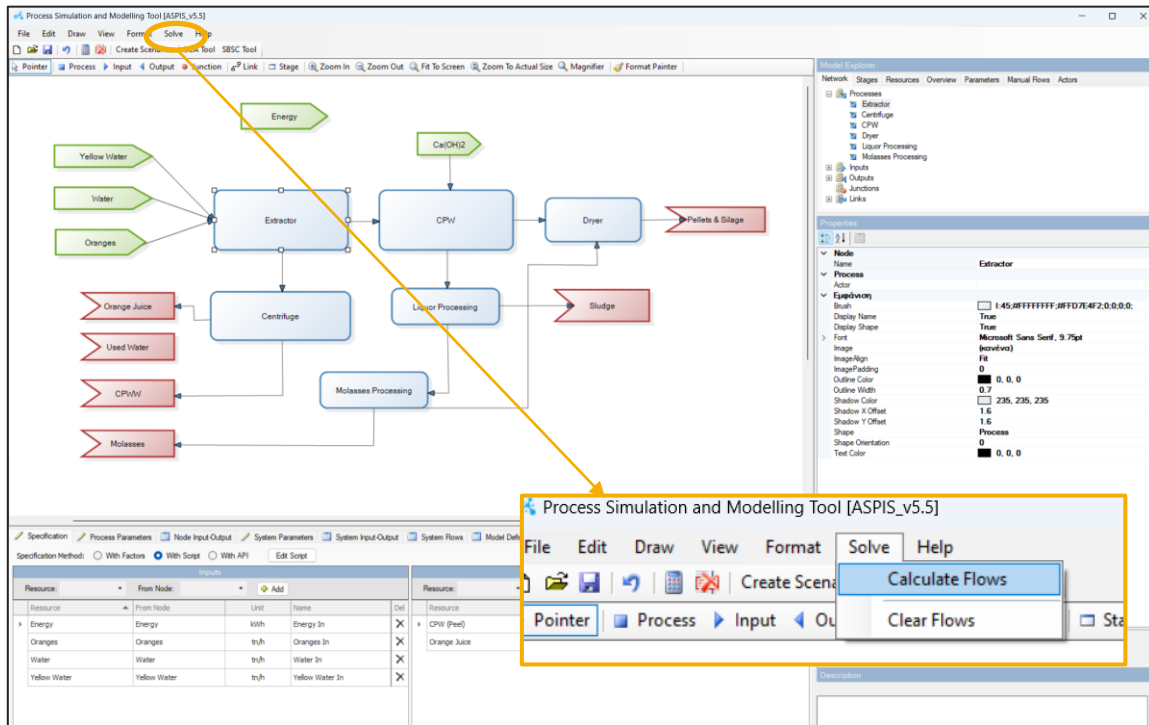 Process Simulation and Modelling Tool [ASPIS_v5.5]
File Edit Draw View Format Solve Help
Create Scenario Tool SBSC Tool
Pointer Process Input Output Junction Link Stage Zoom In Zoom Out Fit To Screen Zoom To Actual Size Magnifier Format Painter
Energy
Yellow Water
Ca(OH)2
Water
Extractor
CPW
Dryer
Pellets & Silage
Oranges
Orange Juice
Centrifuge
Liquor Processing
Sludge
Used Water
CPWW
Molasses Processing
Molasses
Model Explorer
Network Stages Resources Overview Parameters Manual Flows Actors
Processes
Extractor
Centrifuge
CPW
Dryer
Liquor Processing
Molasses Processing
Inputs
Outputs
Junctions
Links
Properties
Node
Name Extractor
Process
Actor
Εμφάνιση
Brush I:45;#FFFFFFFF;#FFD7E4F2;0;0;0;0;
Display Name True
Display Shape True
Font Microsoft Sans Serif, 9.75pt
Image (κανένα)
ImageAlign Fit
ImagePadding 0
Outline Color 0, 0, 0
Outline Width 0.7
Shadow Color 235, 235, 235
Shadow X Offset 1.6
Shadow Y Offset 1.6
Shape Process
Shape Orientation 0
Text Color 0, 0, 0
Specification Process Parameters Node Input-Output System Parameters System Input-Output System Flows Model Defi
Specification Method: With Factors With Script With API Edit Script
Inputs
Resource: From Node: Add
Resource From Node Unit Name Del
Energy Energy kWh Energy In
Oranges Oranges tn/h Oranges In
Water Water tn/h Water In
Yellow Water Yellow Water tn/h Yellow Water In
Resource:
Resource
CPW (Peel)
Orange Juice
Process Simulation and Modelling Tool [ASPIS_v5.5]
File Edit Draw View Format Solve Help
Create Scena
Calculate Flows
Pointer Process Input Ou
Clear Flows
Sta
Description